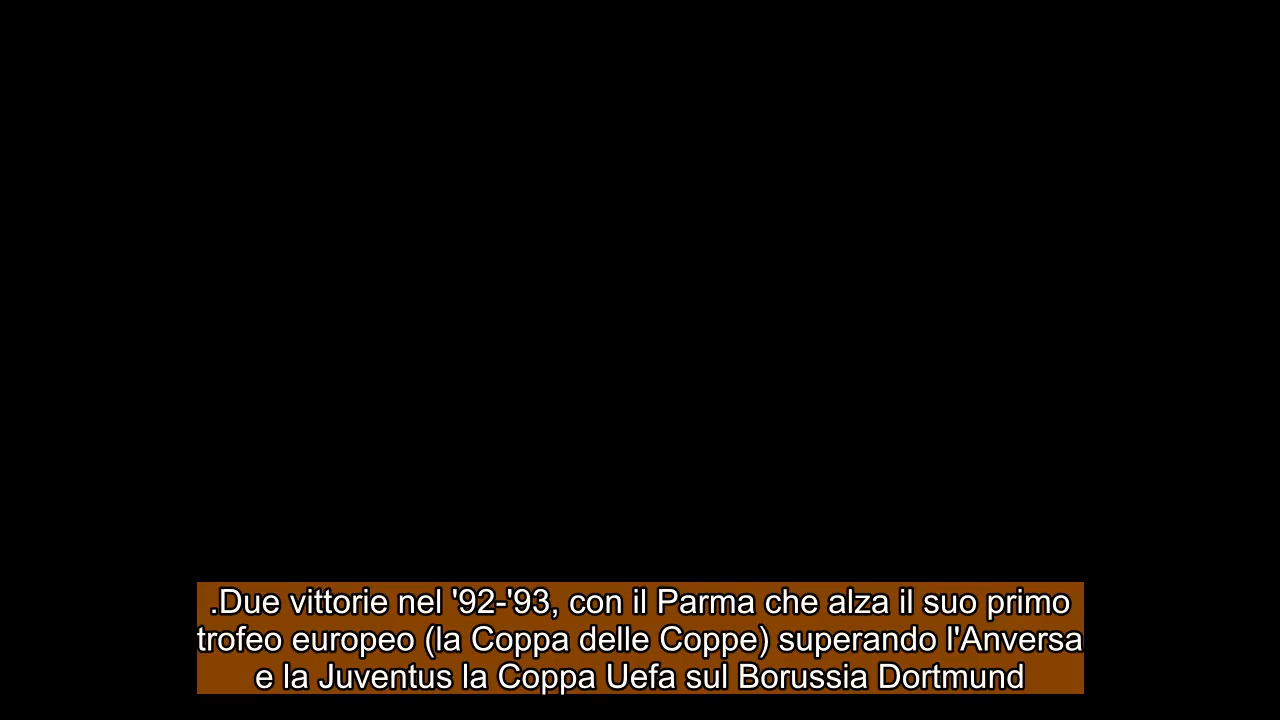 .Due vittorie nel '92-'93, con il Parma che alza il suo primo
trofeo europeo (la Coppa delle Coppe) superando l'Anversa
e la Juventus la Coppa Uefa sul Borussia Dortmund